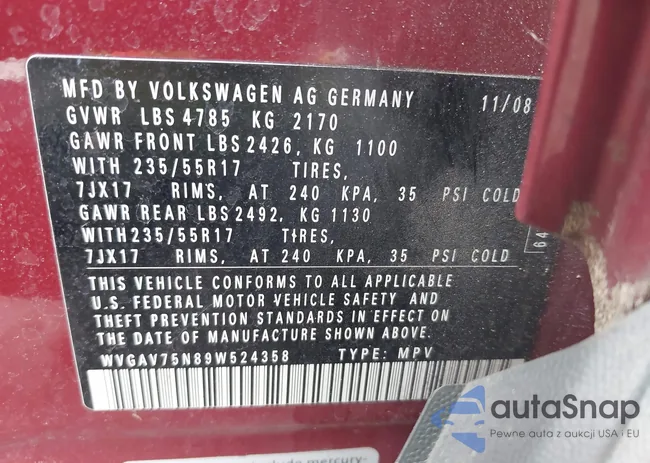 MFD BY VOLKSWAGEN AG GERMANY 11/08
GVWR LBS 4785 KG 2170
GAWR FRONT LBS 2426, KG 1100
WITH 235/55R17 TIRES,
7JX17 RIMS, AT 240 KPA, 35 PSI COLD
GAWR REAR LBS 2492, KG 1130
WITH 235/55R17 TIRES,
7JX17 RIMS, AT 240 KPA, 35 PSI COLD
64
THIS VEHICLE CONFORMS TO ALL APPLICABLE
U.S. FEDERAL MOTOR VEHICLE SAFETY AND
THEFT PREVENTION STANDARDS IN EFFECT ON
THE DATE OF MANUFACTURE SHOWN ABOVE
WVGAV75N89W524358 TYPE: MPV
autaSnap
Pewne auta z aukcji USA i EU
mercury-